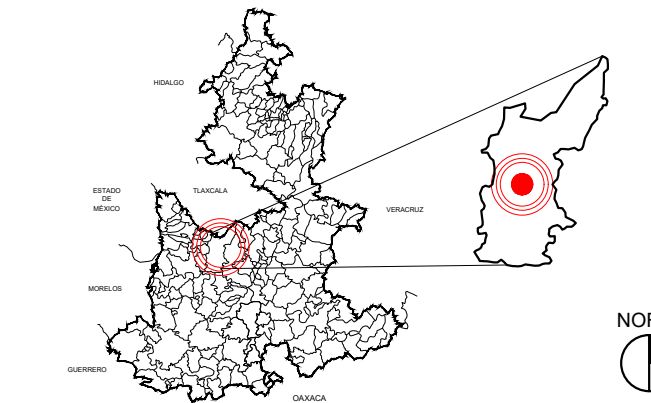 HIDALGO
ESTADO
DE
MÉXICO
TLAXCALA
VERACRUZ
MORELOS
NOR
GUERRERO
OAXACA